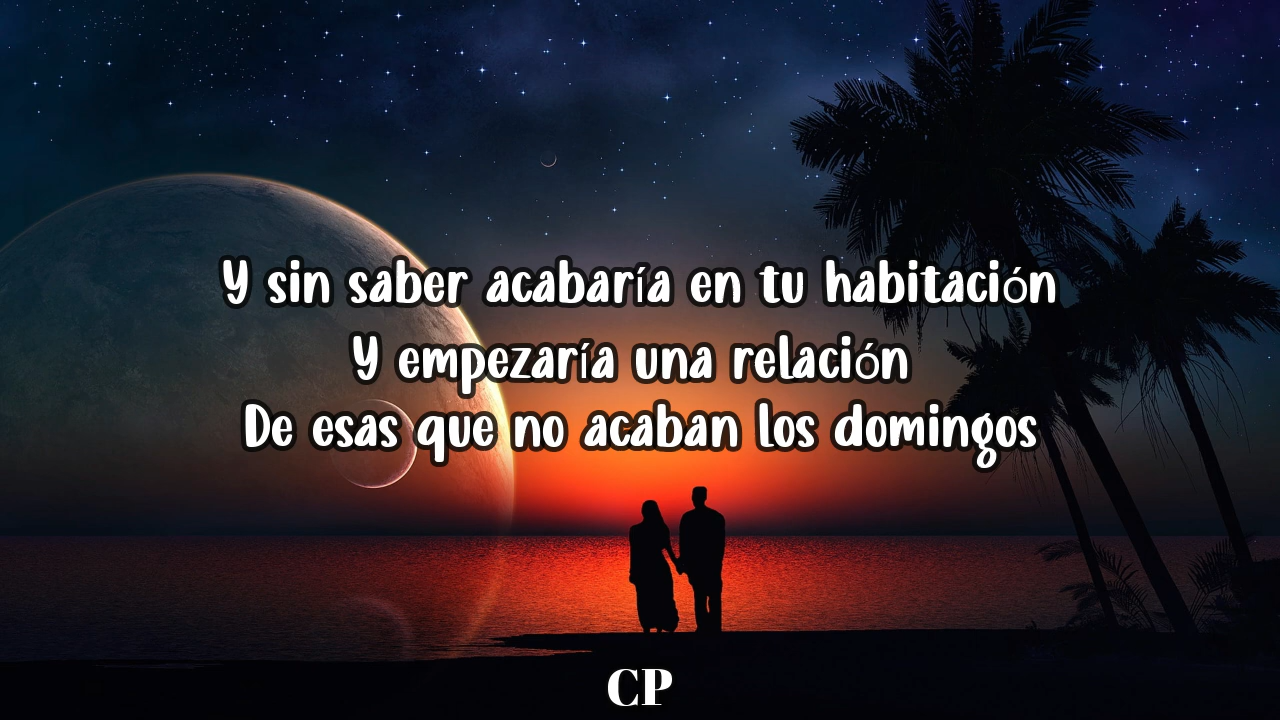 Y sin saber acabaría en tu habitación
Y empezaría una relación
De esas que no acaban los domingos
CP